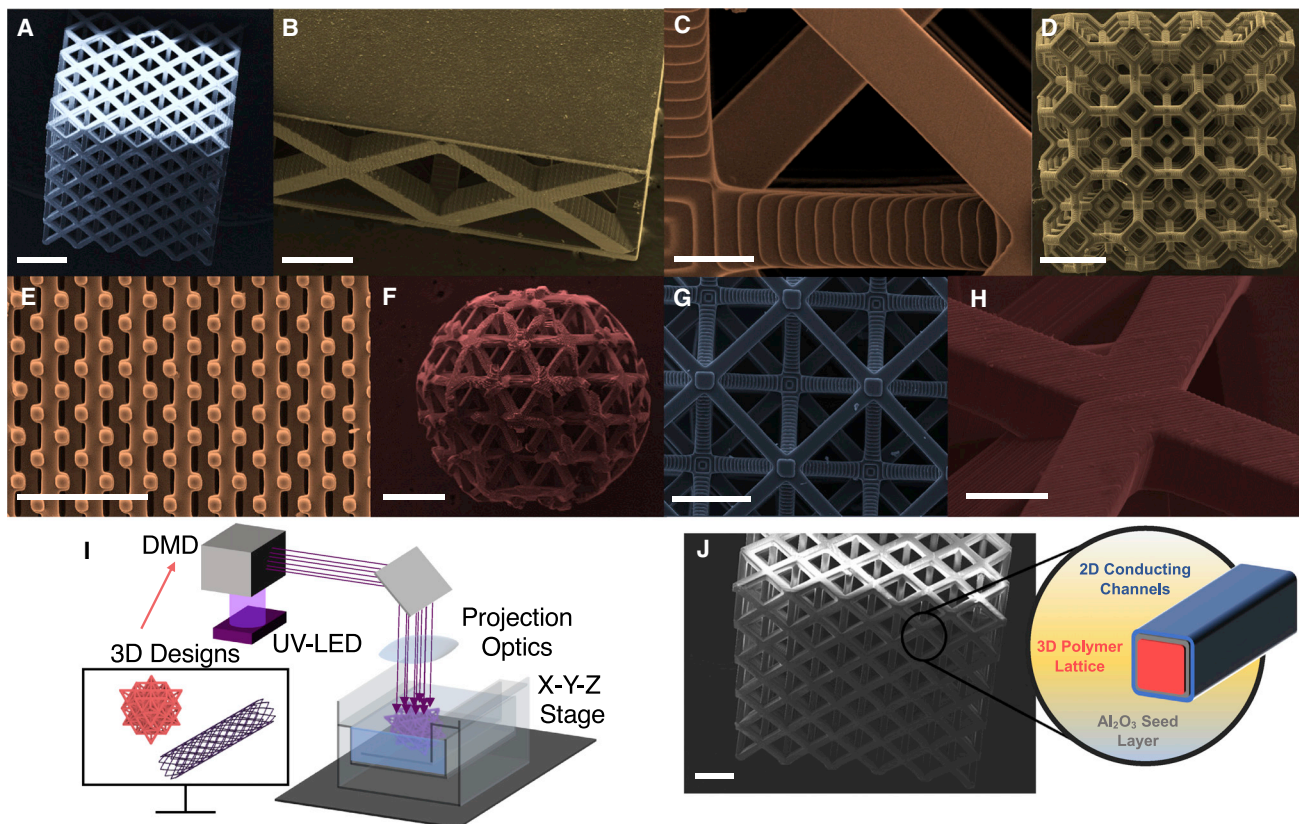 A
B
C
D
E
F
G
H
I
DMD
UV-LED
3D Designs
Projection
Optics
X-Y-Z
Stage
J
2D Conducting
Channels
3D Polymer
Lattice
Al₂O₃ Seed
Layer